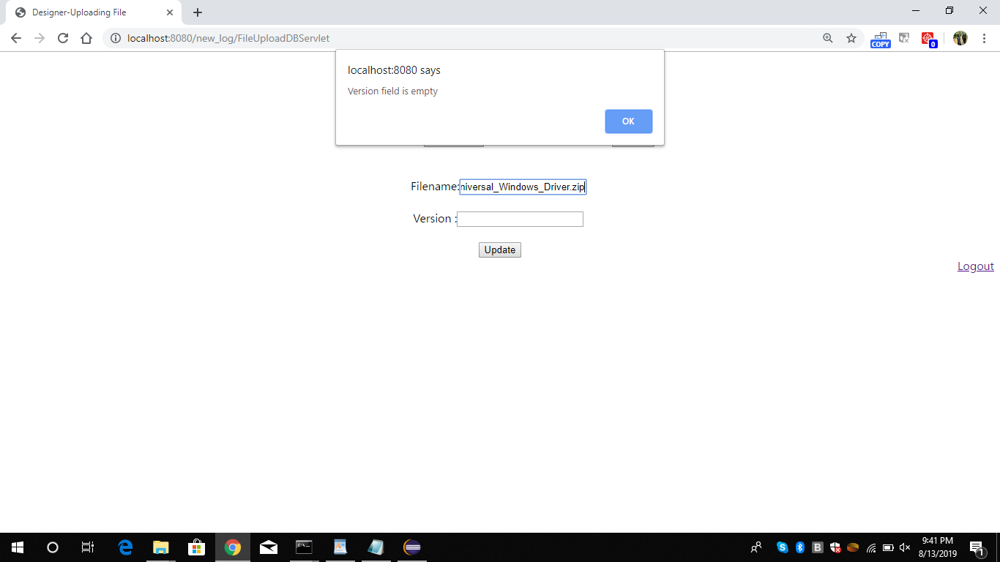 Designer-Uploading File
localhost:8080/new_log/FileUploadDBServlet
COPY
0
localhost:8080 says
Version field is empty
OK
Filename:niversal_Windows_Driver.zip
Version :
Update
Logout
9:41 PM
8/13/2019
1